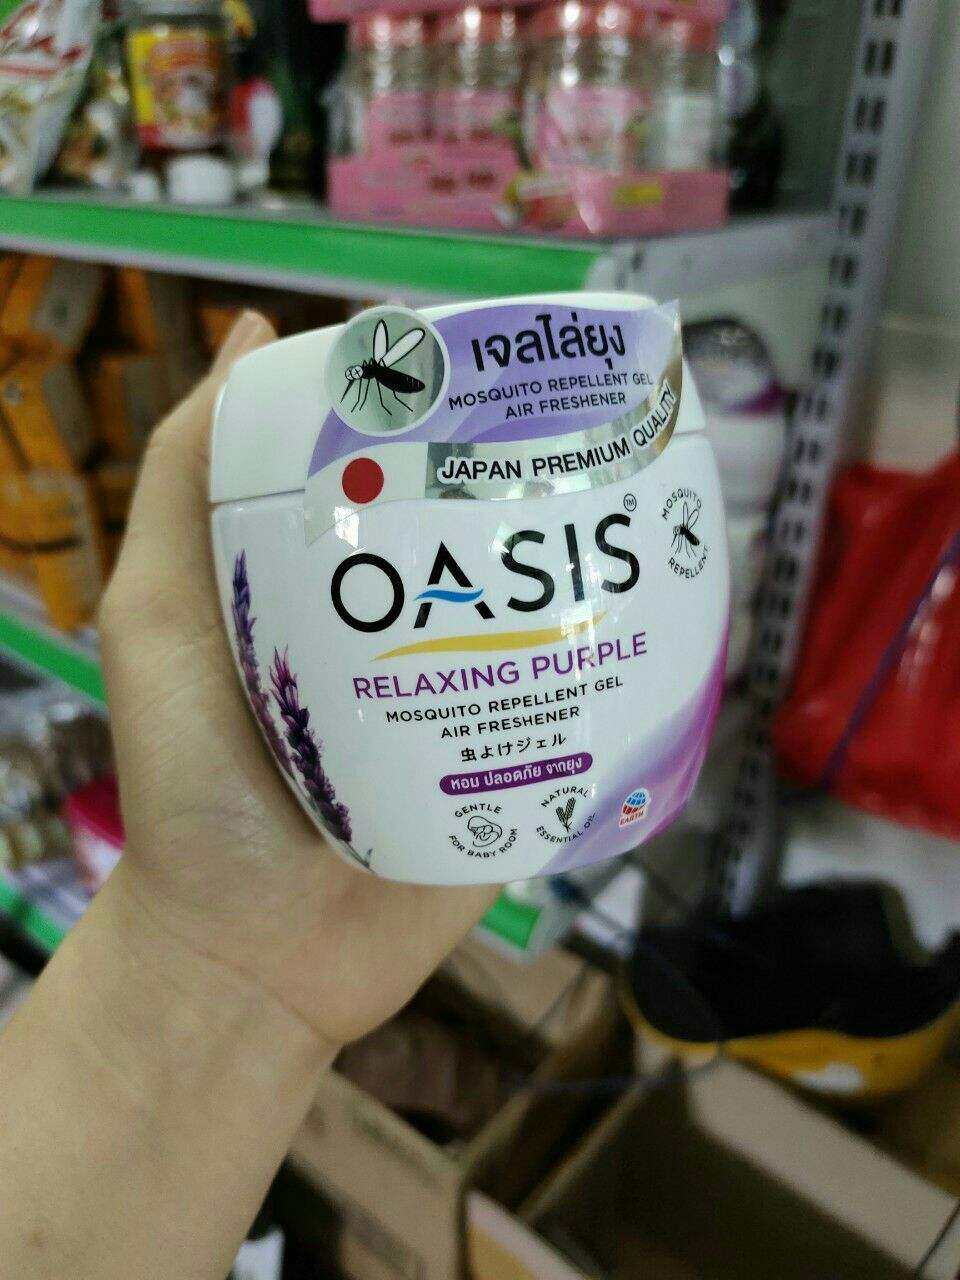 เจลไล่ยุง
MOSQUITO REPELLENT GEL
AIR FRESHENER
JAPAN PREMIUM QUALITY
OASIS™
MOSQUITO
REPELLENT
RELAXING PURPLE
MOSQUITO REPELLENT GEL
AIR FRESHENER
虫よけジェル
หอม ปลอดภัย จากยุง
GENTLE
FOR BABY ROOM
NATURAL
ESSENTIAL OIL
EARTH